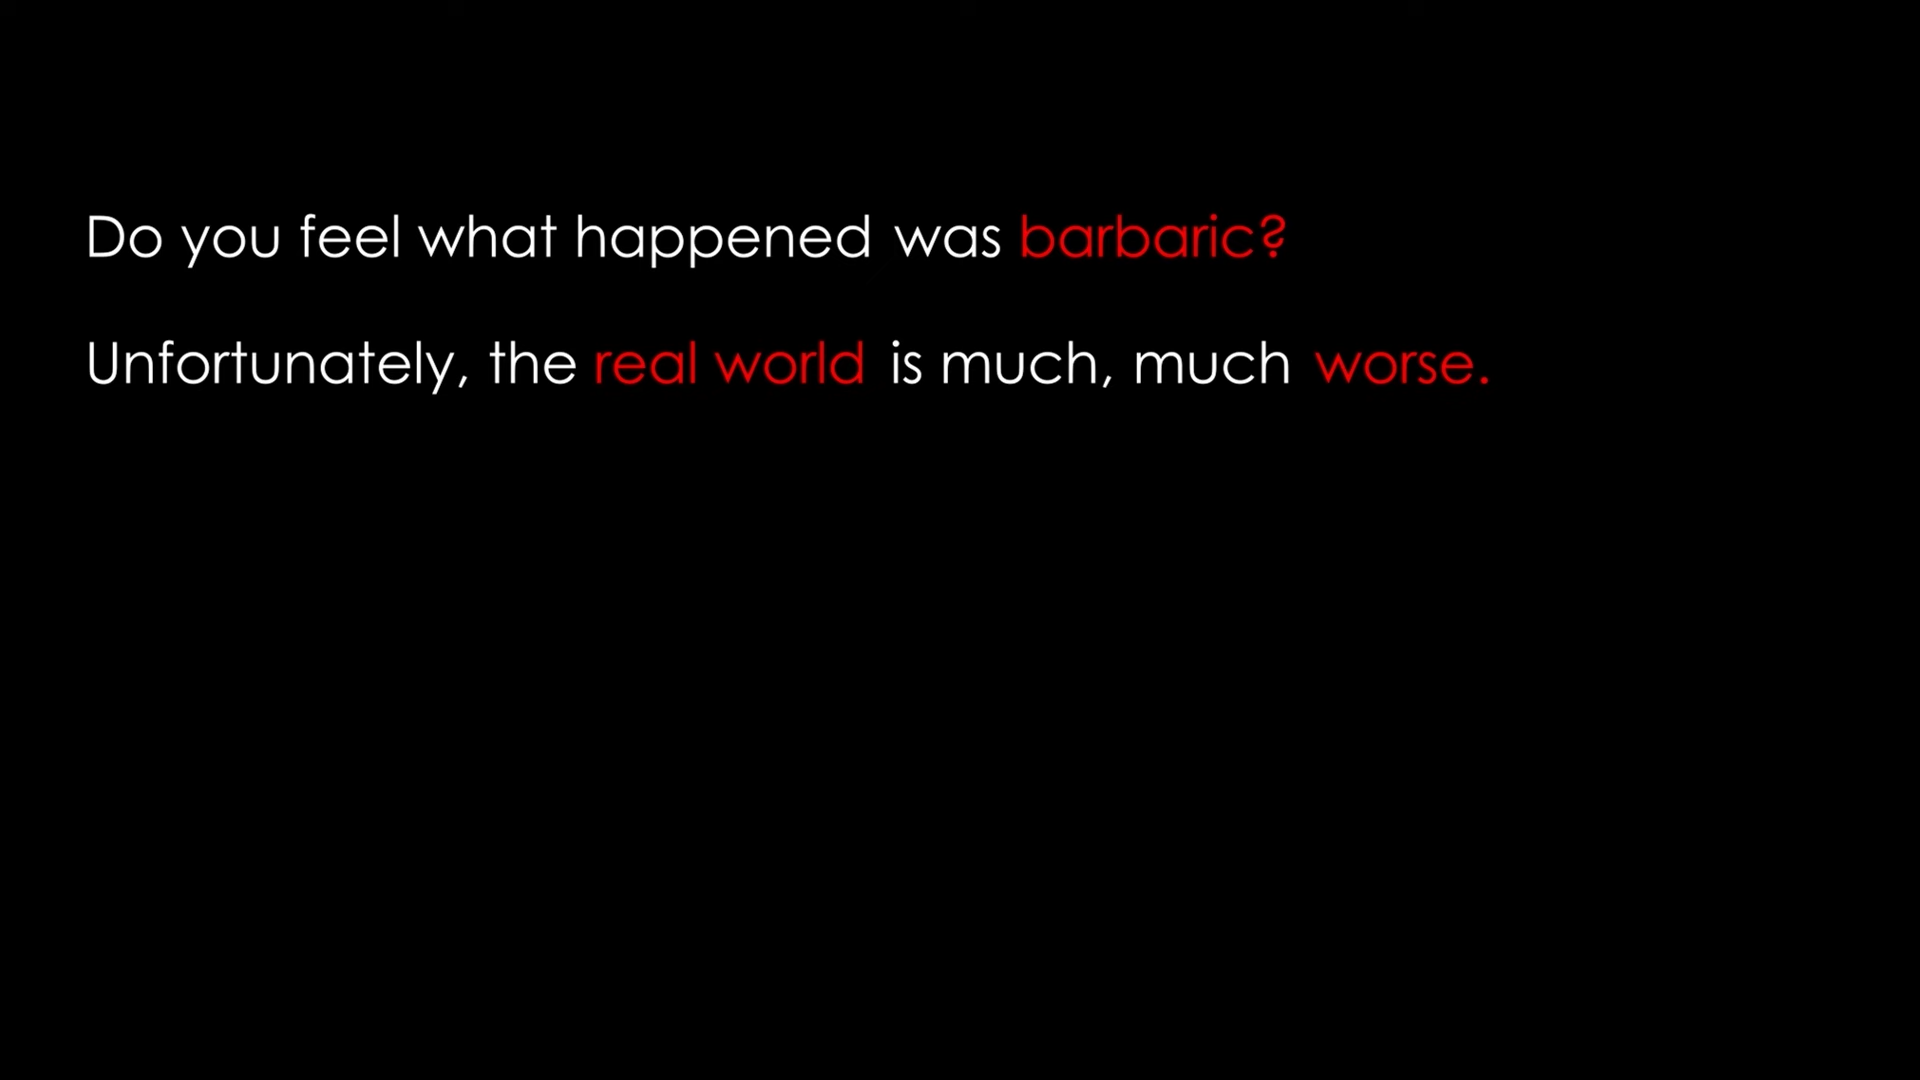 Do you feel what happened was barbaric?
Unfortunately, the real world is much, much worse.